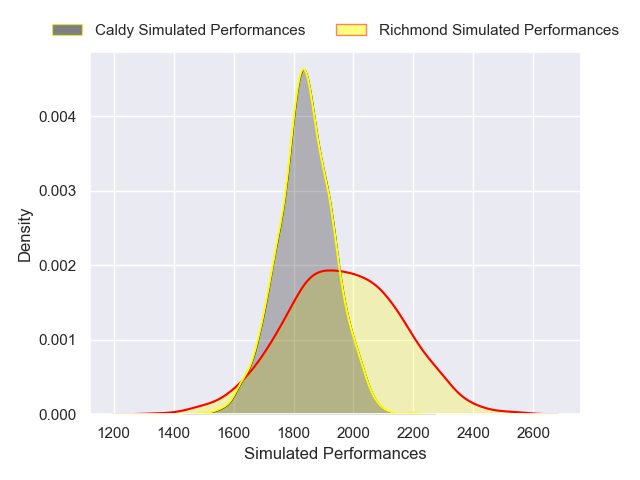 Caldy Simulated Performances Richmond Simulated Performances
0.004
0.003
0.002
0.001
0.000
Density
1200 1400 1600 1800 2000 2200 2400 2600
Simulated Performances